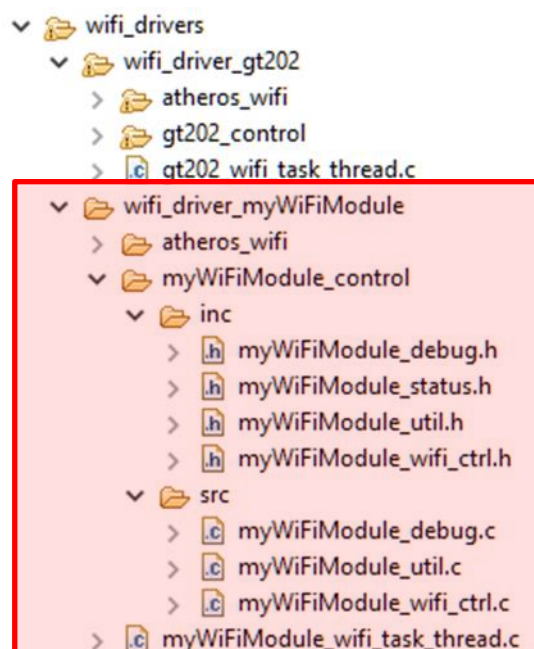 wifi_drivers
wifi_driver_gt202
atheros_wifi
gt202_control
gt202_wifi_task_thread.c
wifi_driver_myWiFiModule
atheros_wifi
myWiFiModule_control
inc
.h myWiFiModule_debug.h
.h myWiFiModule_status.h
.h myWiFiModule_util.h
.h myWiFiModule_wifi_ctrl.h
src
.c myWiFiModule_debug.c
.c myWiFiModule_util.c
.c myWiFiModule_wifi_ctrl.c
.c myWiFiModule_wifi_task_thread.c